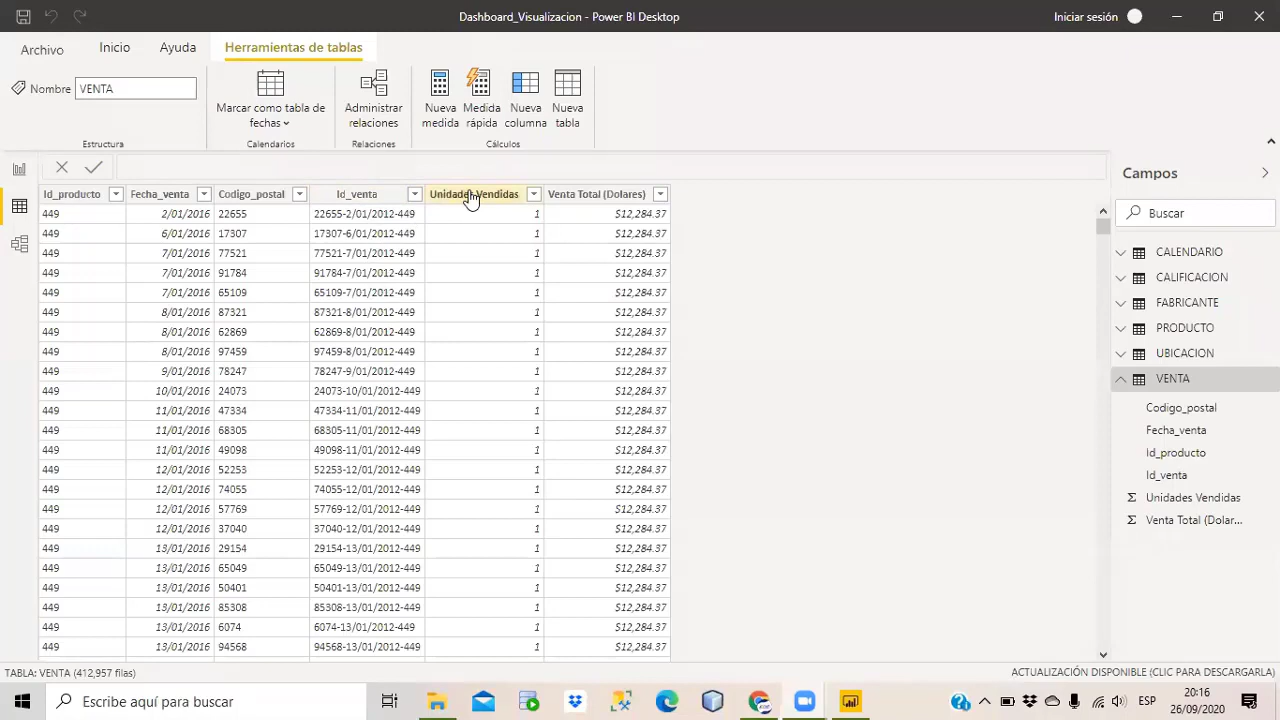 Dashboard_Visualizacion - Power BI Desktop
Iniciar sesión
Archivo Inicio Ayuda Herramientas de tablas
Nombre VENTA
Marcar como tabla de fechas
Administrar relaciones
Nueva medida
Medida rápida
Nueva columna
Nueva tabla
Estructura Calendarios Relaciones Cálculos
Id_producto Fecha_venta Codigo_postal Id_venta Unidades Vendidas Venta Total (Dolares)
449 2/01/2016 22655 22655-2/01/2012-449 1 $12,284.37
449 6/01/2016 17307 17307-6/01/2012-449 1 $12,284.37
449 7/01/2016 77521 77521-7/01/2012-449 1 $12,284.37
449 7/01/2016 91784 91784-7/01/2012-449 1 $12,284.37
449 7/01/2016 65109 65109-7/01/2012-449 1 $12,284.37
449 8/01/2016 87321 87321-8/01/2012-449 1 $12,284.37
449 8/01/2016 62869 62869-8/01/2012-449 1 $12,284.37
449 8/01/2016 97459 97459-8/01/2012-449 1 $12,284.37
449 9/01/2016 78247 78247-9/01/2012-449 1 $12,284.37
449 10/01/2016 24073 24073-10/01/2012-449 1 $12,284.37
449 11/01/2016 47334 47334-11/01/2012-449 1 $12,284.37
449 11/01/2016 68305 68305-11/01/2012-449 1 $12,284.37
449 11/01/2016 49098 49098-11/01/2012-449 1 $12,284.37
449 12/01/2016 52253 52253-12/01/2012-449 1 $12,284.37
449 12/01/2016 74055 74055-12/01/2012-449 1 $12,284.37
449 12/01/2016 57769 57769-12/01/2012-449 1 $12,284.37
449 12/01/2016 37040 37040-12/01/2012-449 1 $12,284.37
449 13/01/2016 29154 29154-13/01/2012-449 1 $12,284.37
449 13/01/2016 65049 65049-13/01/2012-449 1 $12,284.37
449 13/01/2016 50401 50401-13/01/2012-449 1 $12,284.37
449 13/01/2016 85308 85308-13/01/2012-449 1 $12,284.37
449 13/01/2016 6074 6074-13/01/2012-449 1 $12,284.37
449 13/01/2016 94568 94568-13/01/2012-449 1 $12,284.37
Campos
Buscar
CALENDARIO
CALIFICACION
FABRICANTE
PRODUCTO
UBICACION
VENTA
Codigo_postal
Fecha_venta
Id_producto
Id_venta
Σ Unidades Vendidas
Σ Venta Total (Dolar...
TABLA: VENTA (412,957 filas)
ACTUALIZACIÓN DISPONIBLE (CLIC PARA DESCARGARLA)
Escribe aquí para buscar
ESP
20:16
26/09/2020